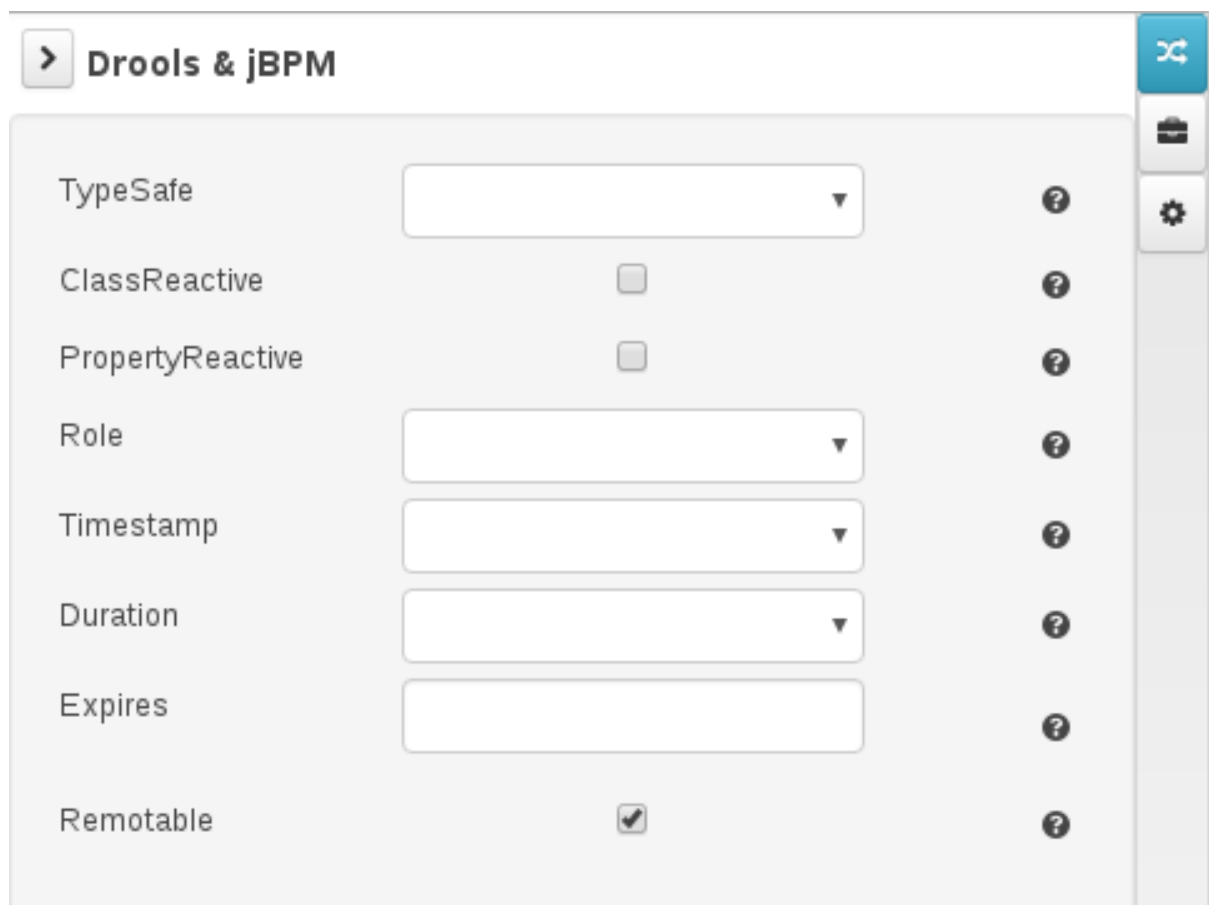 Drools & jBPM
TypeSafe
ClassReactive
PropertyReactive
Role
Timestamp
Duration
Expires
Remotable